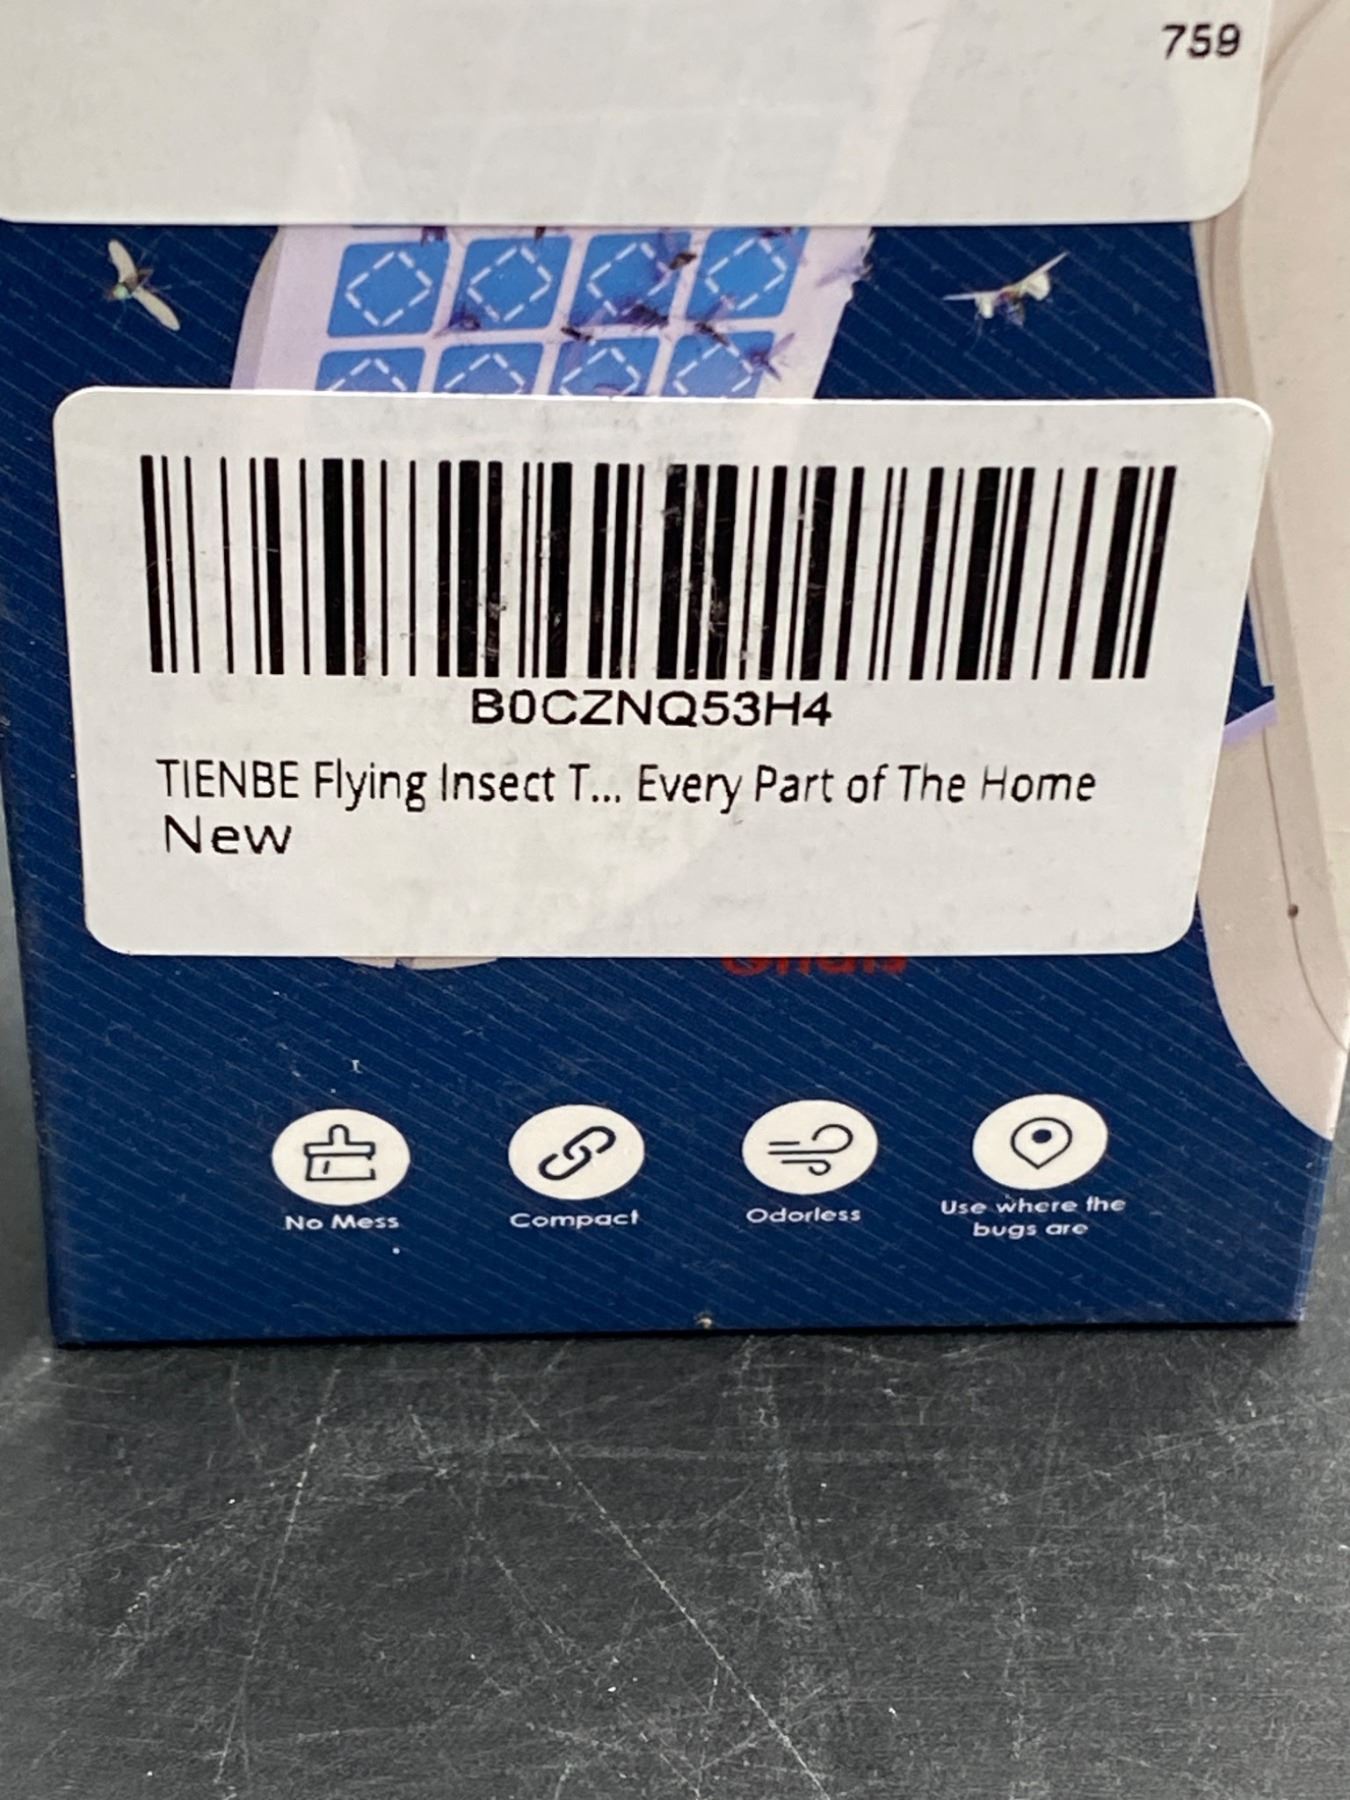 759
B0CZNQ53H4
TIENBE Flying Insect T... Every Part of The Home
New
No Mess
Compact
Odorless
Use where the
bugs are